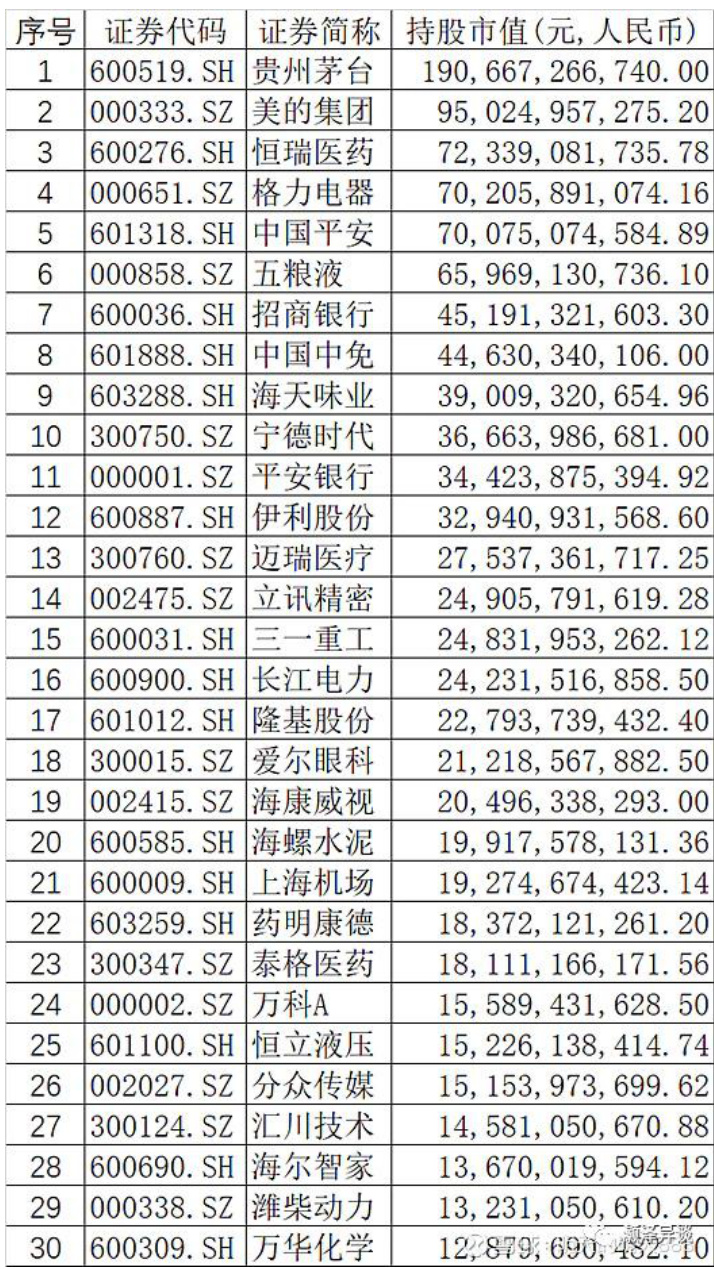 序号 证券代码 证券简称 持股市值(元,人民币)
1 600519.SH 贵州茅台 190,667,266,740.00
2 000333.SZ 美的集团 95,024,957,275.20
3 600276.SH 恒瑞医药 72,339,081,735.78
4 000651.SZ 格力电器 70,205,891,074.16
5 601318.SH 中国平安 70,075,074,584.89
6 000858.SZ 五粮液 65,969,130,736.10
7 600036.SH 招商银行 45,191,321,603.30
8 601888.SH 中国中免 44,630,340,106.00
9 603288.SH 海天味业 39,009,320,654.96
10 300750.SZ 宁德时代 36,663,986,681.00
11 000001.SZ 平安银行 34,423,875,394.92
12 600887.SH 伊利股份 32,940,931,568.60
13 300760.SZ 迈瑞医疗 27,537,361,717.25
14 002475.SZ 立讯精密 24,905,791,619.28
15 600031.SH 三一重工 24,831,953,262.12
16 600900.SH 长江电力 24,231,516,858.50
17 601012.SH 隆基股份 22,793,739,432.40
18 300015.SZ 爱尔眼科 21,218,567,882.50
19 002415.SZ 海康威视 20,496,338,293.00
20 600585.SH 海螺水泥 19,917,578,131.36
21 600009.SH 上海机场 19,274,674,423.14
22 603259.SH 药明康德 18,372,121,261.20
23 300347.SZ 泰格医药 18,111,166,171.56
24 000002.SZ 万科A 15,589,431,628.50
25 601100.SH 恒立液压 15,226,138,414.74
26 002027.SZ 分众传媒 15,153,973,699.62
27 300124.SZ 汇川技术 14,581,050,670.88
28 600690.SH 海尔智家 13,670,019,594.12
29 000338.SZ 潍柴动力 13,231,050,610.20
30 600309.SH 万华化学